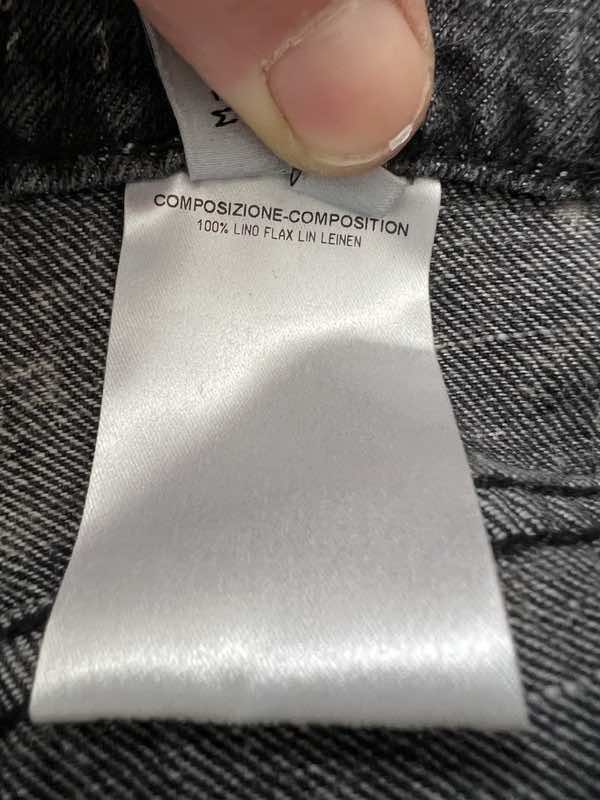 COMPOSIZIONE-COMPOSITION
100% LINO FLAX LIN LEINEN